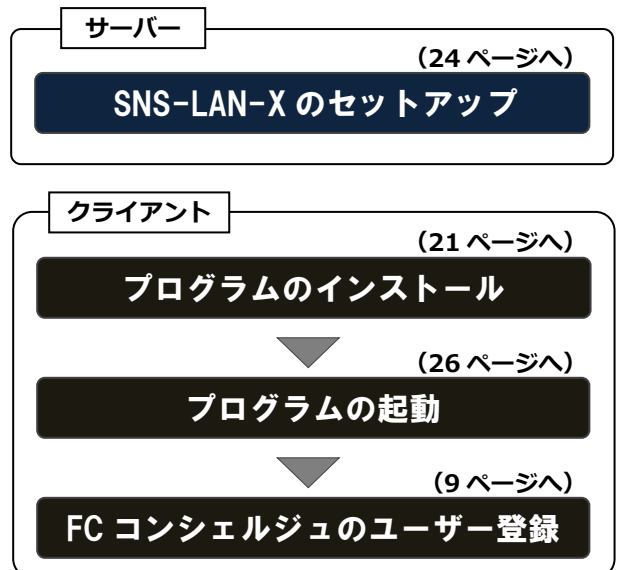 サーバー
（24 ページへ）
SNS-LAN-X のセットアップ
クライアント
（21 ページへ）
プログラムのインストール
（26 ページへ）
プログラムの起動
（9 ページへ）
FC コンシェルジュのユーザー登録